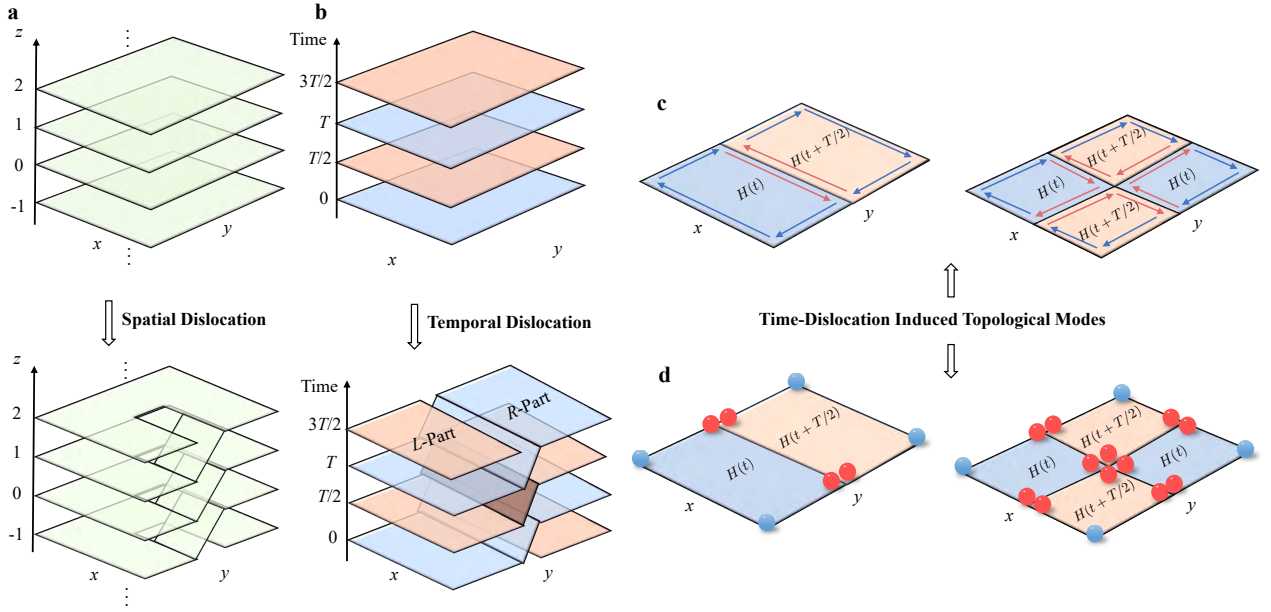 a
z
⋮
2
1
0
-1
x
y
⋮
b
Time
3T/2
T
T/2
0
x
y
c
H(t)
H(t + T/2)
x
y
H(t + T/2)
H(t)
H(t)
H(t + T/2)
x
y
Spatial Dislocation
Temporal Dislocation
Time-Dislocation Induced Topological Modes
z
⋮
2
1
0
-1
x
y
⋮
Time
3T/2
T
T/2
0
L-Part
R-Part
x
y
d
H(t + T/2)
H(t)
x
y
H(t + T/2)
H(t)
H(t)
H(t + T/2)
x
y